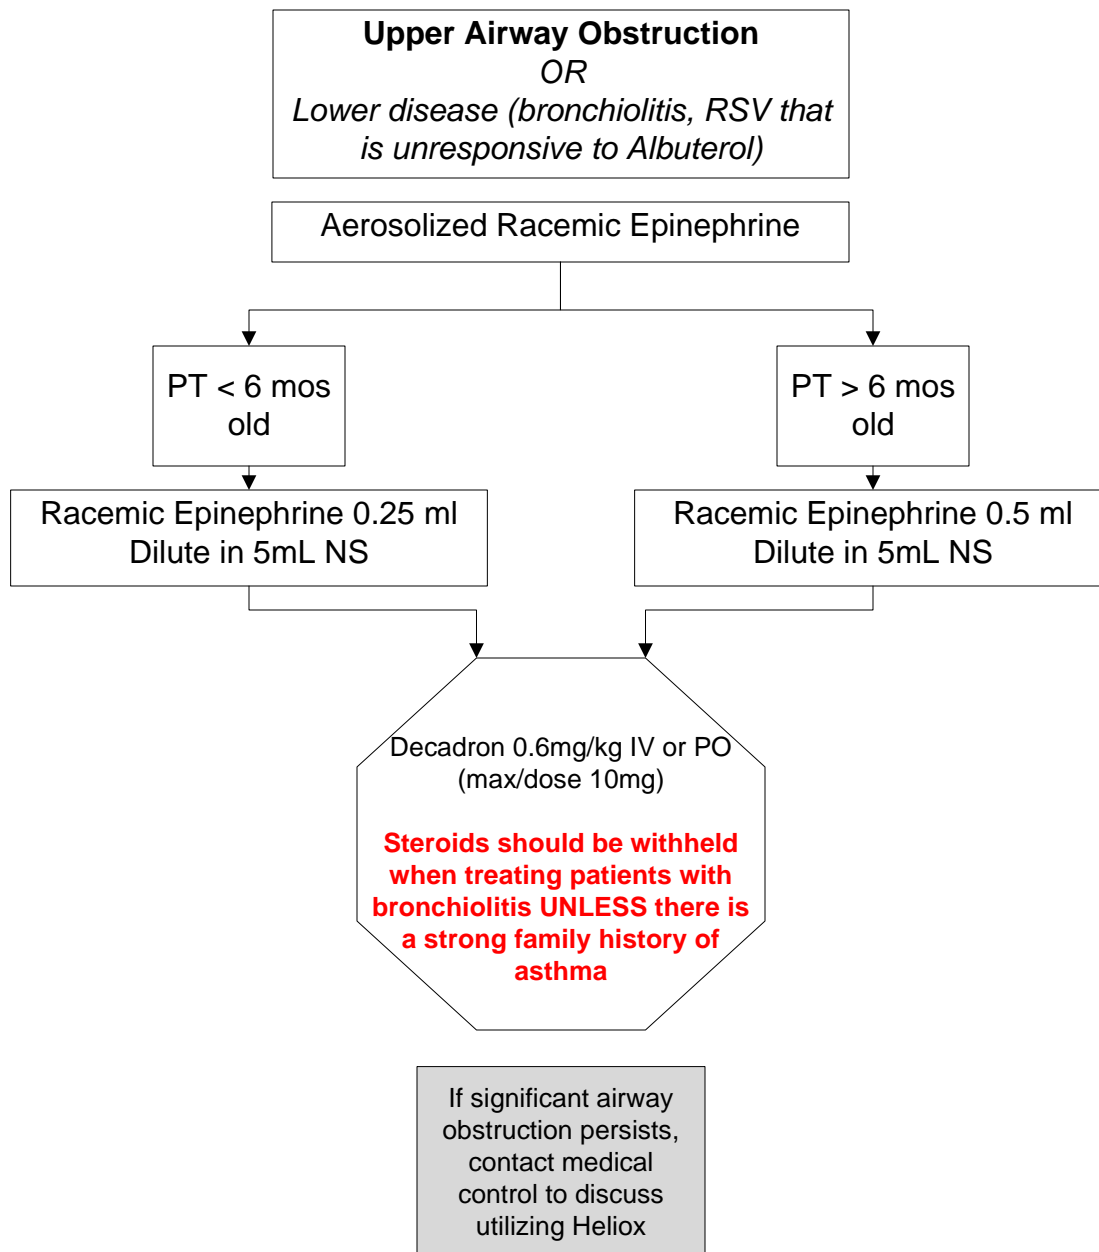 Upper Airway Obstruction
OR
Lower disease (bronchiolitis, RSV that
is unresponsive to Albuterol)
Aerosolized Racemic Epinephrine
PT < 6 mos
old
PT > 6 mos
old
Racemic Epinephrine 0.25 ml
Dilute in 5mL NS
Racemic Epinephrine 0.5 ml
Dilute in 5mL NS
Decadron 0.6mg/kg IV or PO
(max/dose 10mg)
Steroids should be withheld
when treating patients with
bronchiolitis UNLESS there is
a strong family history of
asthma
If significant airway
obstruction persists,
contact medical
control to discuss
utilizing Heliox